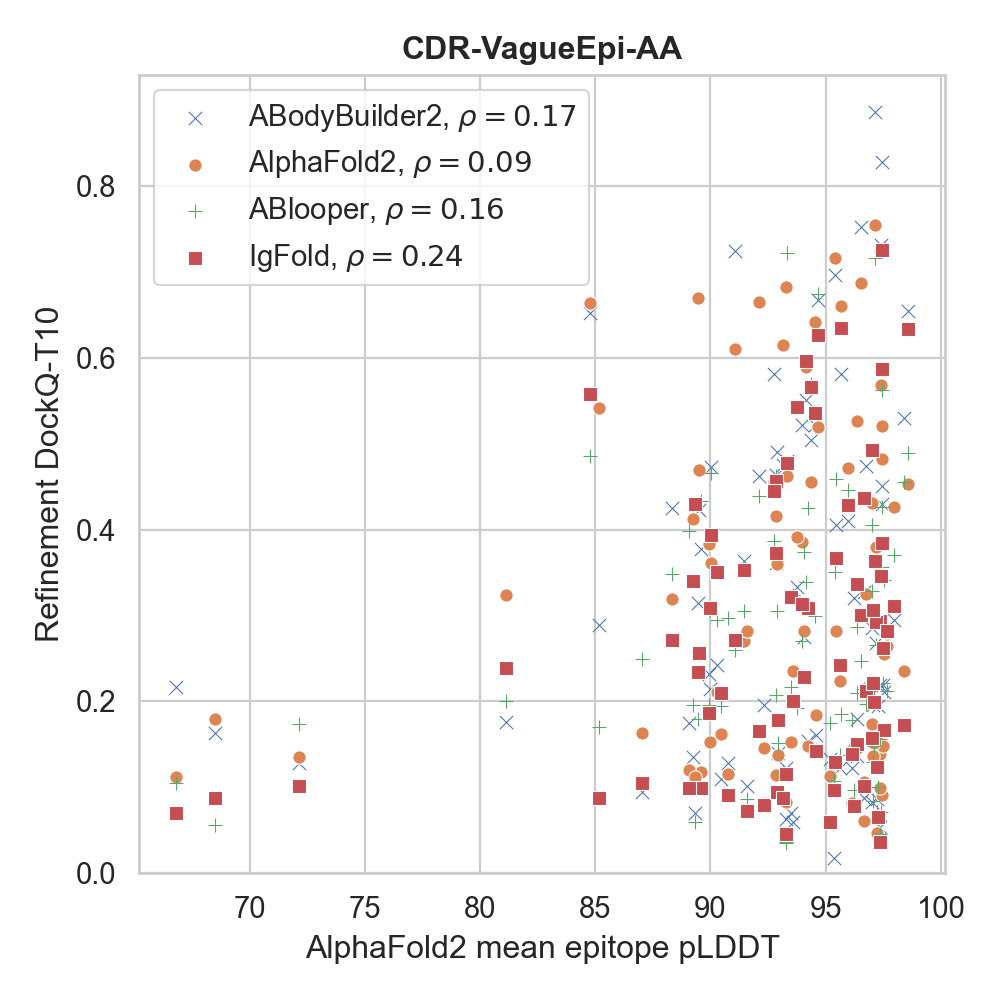 CDR-VagueEpi-AA
ABodyBuilder2, ρ = 0.17
AlphaFold2, ρ = 0.09
ABlooper, ρ = 0.16
IgFold, ρ = 0.24
Refinement DockQ-T10
0.8
0.6
0.4
0.2
0.0
70 75 80 85 90 95 100
AlphaFold2 mean epitope pLDDT